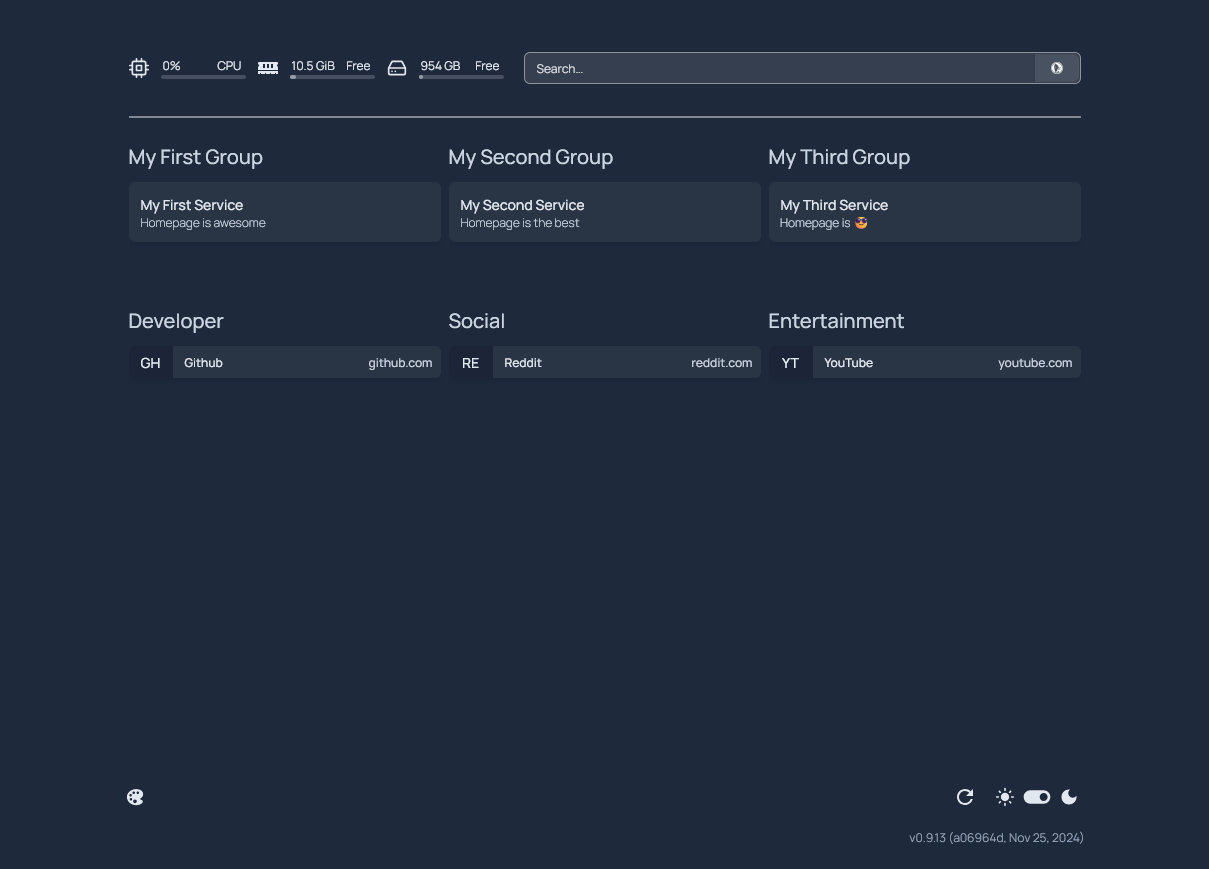 0% CPU 10.5 GiB Free 954 GB Free Search...
My First Group My Second Group My Third Group
My First Service My Second Service My Third Service
Homepage is awesome Homepage is the best Homepage is 😎
Developer Social Entertainment
GH Github github.com RE Reddit reddit.com YT YouTube youtube.com
v0.9.13 (a06964d, Nov 25, 2024)